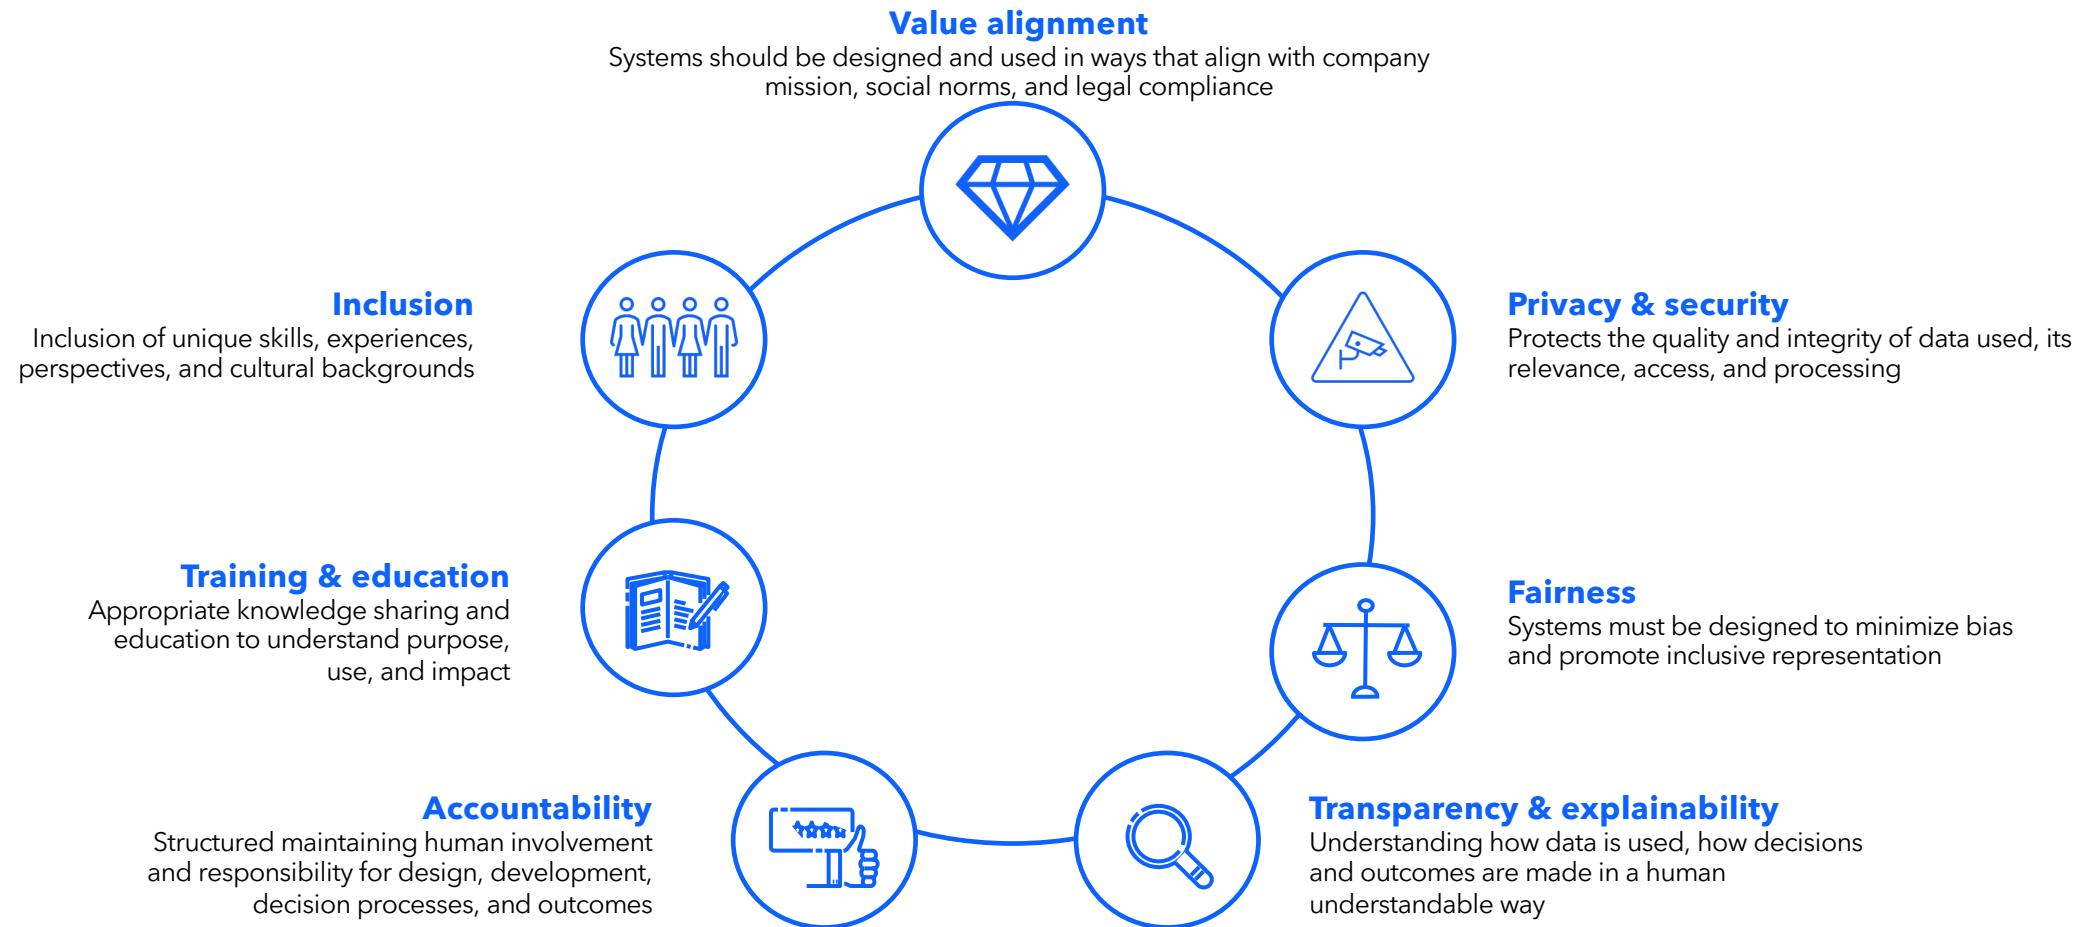 Value alignment
Systems should be designed and used in ways that align with company
mission, social norms, and legal compliance
Inclusion
Inclusion of unique skills, experiences,
perspectives, and cultural backgrounds
Privacy & security
Protects the quality and integrity of data used, its
relevance, access, and processing
Training & education
Appropriate knowledge sharing and
education to understand purpose,
use, and impact
Fairness
Systems must be designed to minimize bias
and promote inclusive representation
Accountability
Structured maintaining human involvement
and responsibility for design, development,
decision processes, and outcomes
Transparency & explainability
Understanding how data is used, how decisions
and outcomes are made in a human
understandable way